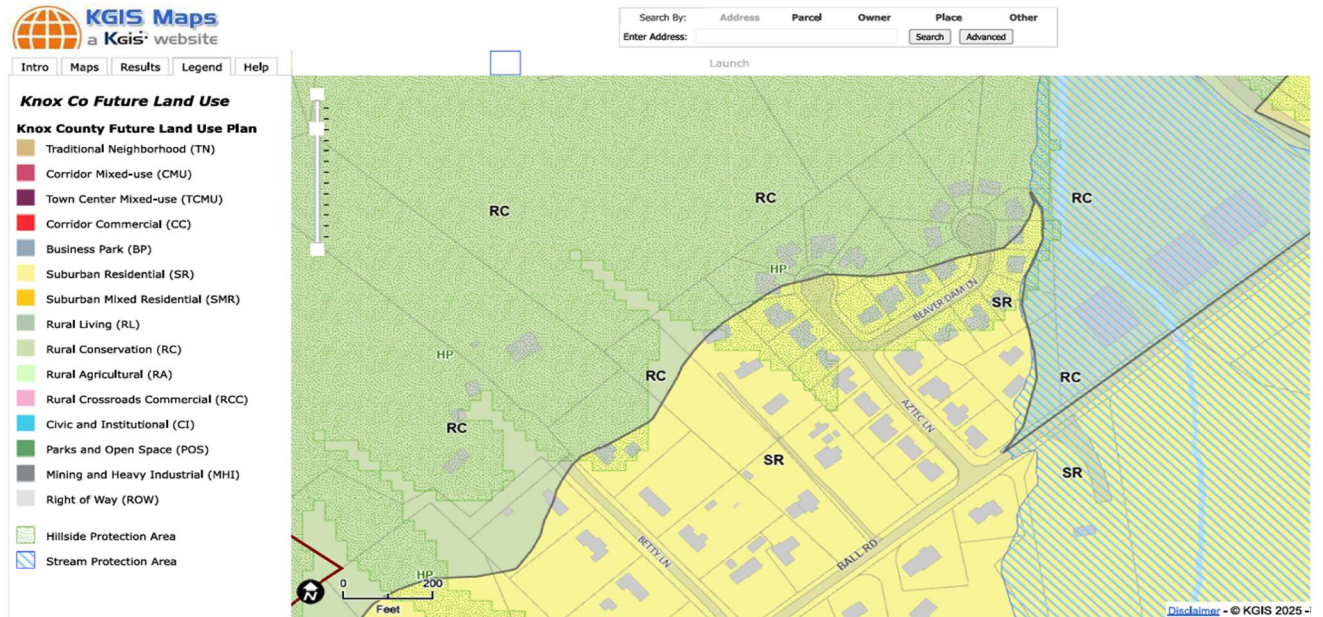 KGIS Maps
a KGIS website
Search By: Address Parcel Owner Place Other
Enter Address: Search Advanced
Intro Maps Results Legend Help
Launch
Knox Co Future Land Use
Knox County Future Land Use Plan
Traditional Neighborhood (TN)
Corridor Mixed-use (CMU)
Town Center Mixed-use (TCMU)
Corridor Commercial (CC)
Business Park (BP)
Suburban Residential (SR)
Suburban Mixed Residential (SMR)
Rural Living (RL)
Rural Conservation (RC)
Rural Agricultural (RA)
Rural Crossroads Commercial (RCC)
Civic and Institutional (CI)
Parks and Open Space (POS)
Mining and Heavy Industrial (MHI)
Right of Way (ROW)
Hillside Protection Area
Stream Protection Area
RC
RC
RC
HP
BEAVER DAM LN
SR
HP
RC
RC
AZTEC LN
RC
SR
SR
BETTY LN
BALL RD
HP
N
0 200
Feet
Disclaimer - © KGIS 2025 -